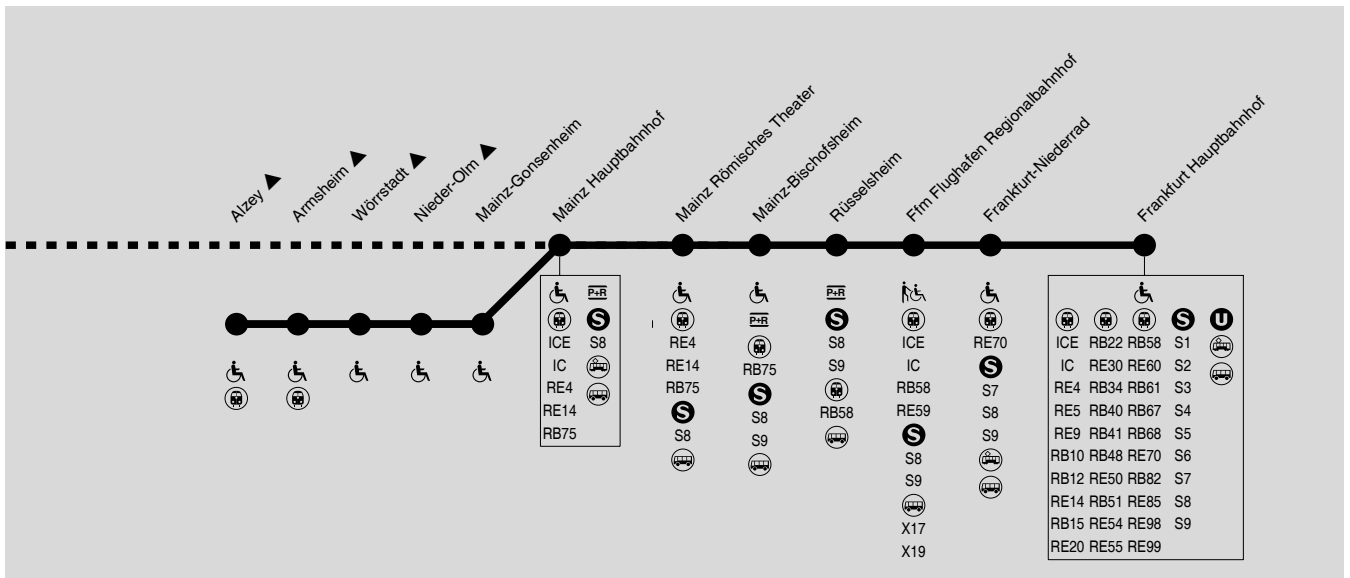 Alzey
Armsheim
Wörrstadt
Nieder-Olm
Mainz-Gonsenheim
Mainz Hauptbahnhof
Mainz Römisches Theater
Mainz-Bischofsheim
Rüsselsheim
Ffm Flughafen Regionalbahnhof
Frankfurt-Niederrad
Frankfurt Hauptbahnhof
P+R
S
ICE S8
IC
RE4
RE14
RB75
RE4
RE14
RB75
S
S8
P+R
RB75
S
S8
S9
P+R
S
S8
S9
RB58
ICE
IC
RB58
RE59
S
S8
S9
X17
X19
RE70
S
S7
S8
S9
S U
ICE RB22 RB58 S1
IC RE30 RE60 S2
RE4 RB34 RB61 S3
RE5 RB40 RB67 S4
RE9 RB41 RB68 S5
RB10 RB48 RE70 S6
RB12 RE50 RB82 S7
RE14 RB51 RE85 S8
RB15 RE54 RE98 S9
RE20 RE55 RE99